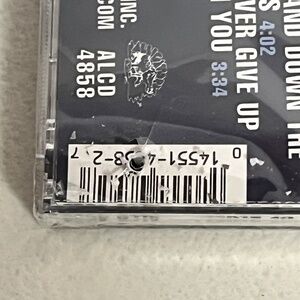 AND DOWN THE
4:02
VER GIVE UP
YOU 3:34
INC.
COM
ALCD
4858
0 14551-4 58-2 7